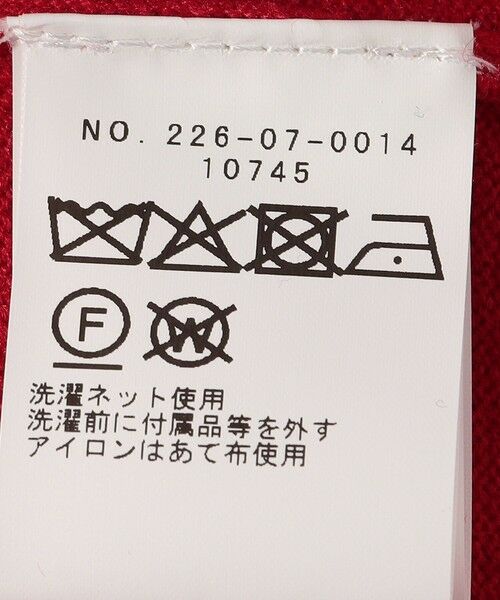 NO. 226-07-0014
10745
F
W
洗濯ネット使用
洗濯前に付属品等を外す
アイロンはあて布使用